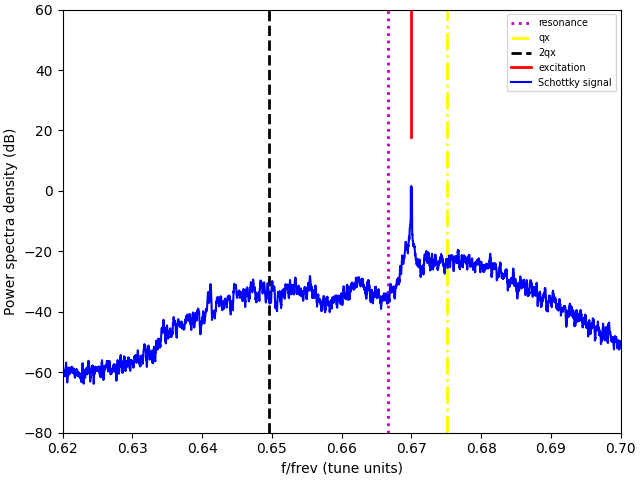 60
40
20
0
−20
−40
−60
−80
Power spectra density (dB)
resonance
qx
2qx
excitation
Schottky signal
0.62 0.63 0.64 0.65 0.66 0.67 0.68 0.69 0.70
f/frev (tune units)